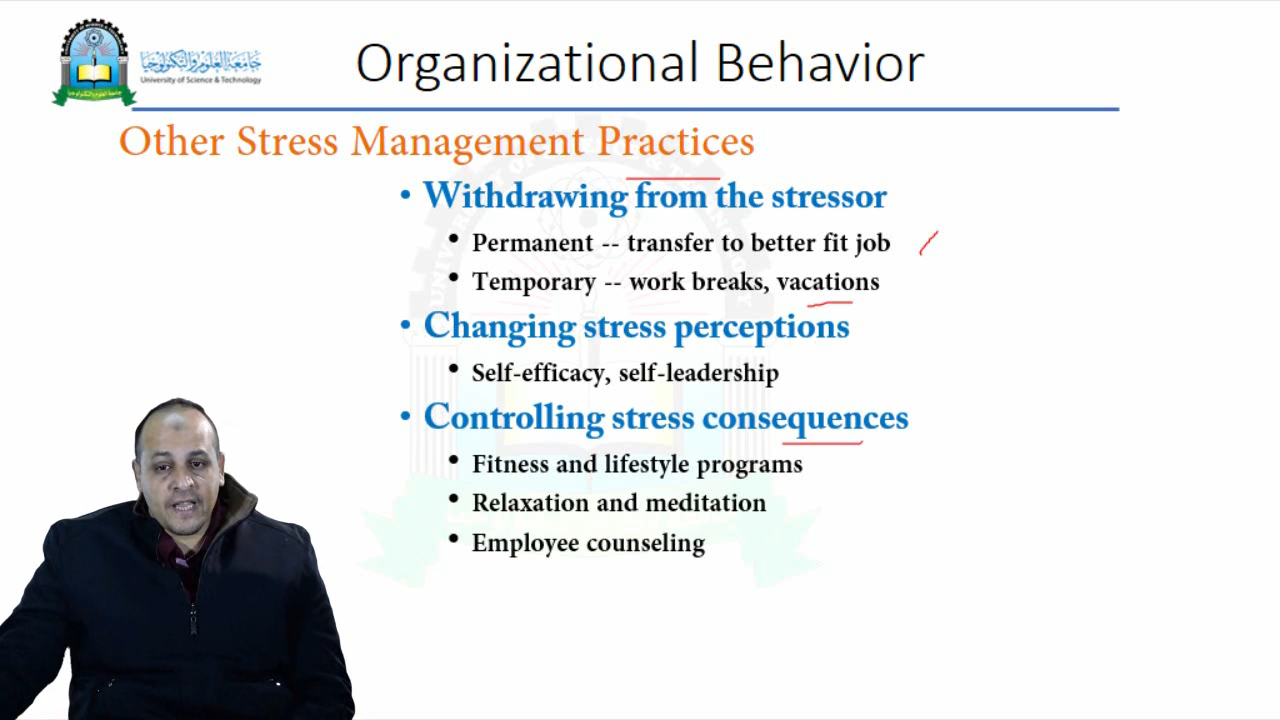 Organizational Behavior
جامعة العلوم والتكنولوجيا
University of Science & Technology
Other Stress Management Practices
• Withdrawing from the stressor
• Permanent -- transfer to better fit job
• Temporary -- work breaks, vacations
• Changing stress perceptions
• Self-efficacy, self-leadership
• Controlling stress consequences
• Fitness and lifestyle programs
• Relaxation and meditation
• Employee counseling